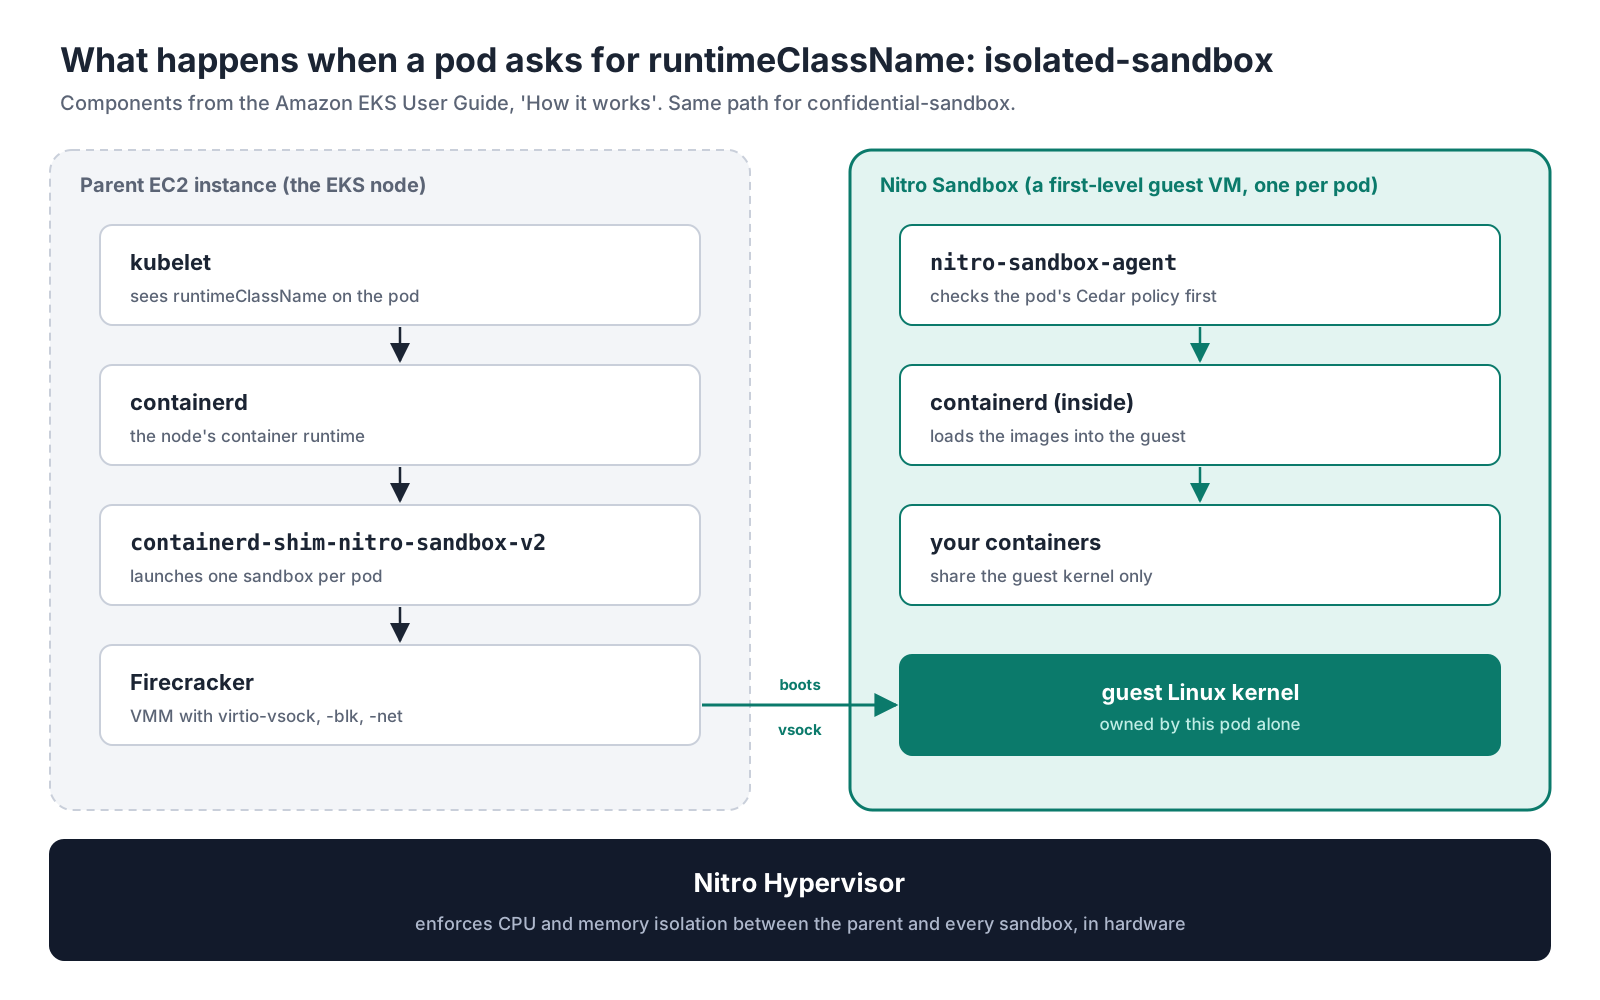 What happens when a pod asks for runtimeClassName: isolated-sandbox
Components from the Amazon EKS User Guide, 'How it works'. Same path for confidential-sandbox.
Parent EC2 instance (the EKS node)
kubelet
sees runtimeClassName on the pod
containerd
the node's container runtime
containerd-shim-nitro-sandbox-v2
launches one sandbox per pod
Firecracker
VMM with virtio-vsock, -blk, -net
boots
vsock
Nitro Sandbox (a first-level guest VM, one per pod)
nitro-sandbox-agent
checks the pod's Cedar policy first
containerd (inside)
loads the images into the guest
your containers
share the guest kernel only
guest Linux kernel
owned by this pod alone
Nitro Hypervisor
enforces CPU and memory isolation between the parent and every sandbox, in hardware